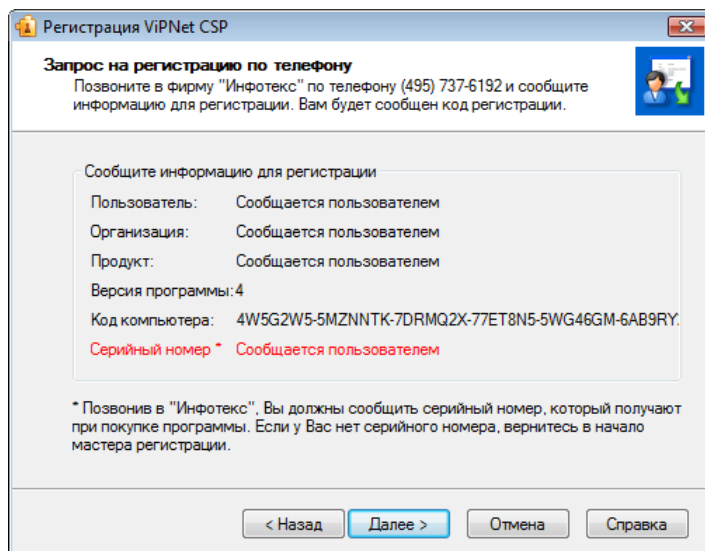 Регистрация ViPNet CSP
Запрос на регистрацию по телефону
Позвоните в фирму "Инфотекс" по телефону (495) 737-6192 и сообщите
информацию для регистрации. Вам будет сообщен код регистрации.
Сообщите информацию для регистрации
Пользователь: Сообщается пользователем
Организация: Сообщается пользователем
Продукт: Сообщается пользователем
Версия программы: 4
Код компьютера: 4W5G2W5-5MZNNTK-7DRMQ2X-77ET8N5-5WG46GM-6AB9RY
Серийный номер * Сообщается пользователем
* Позвонив в "Инфотекс", Вы должны сообщить серийный номер, который получают
при покупке программы. Если у Вас нет серийного номера, вернитесь в начало
мастера регистрации.
< Назад Далее > Отмена Справка